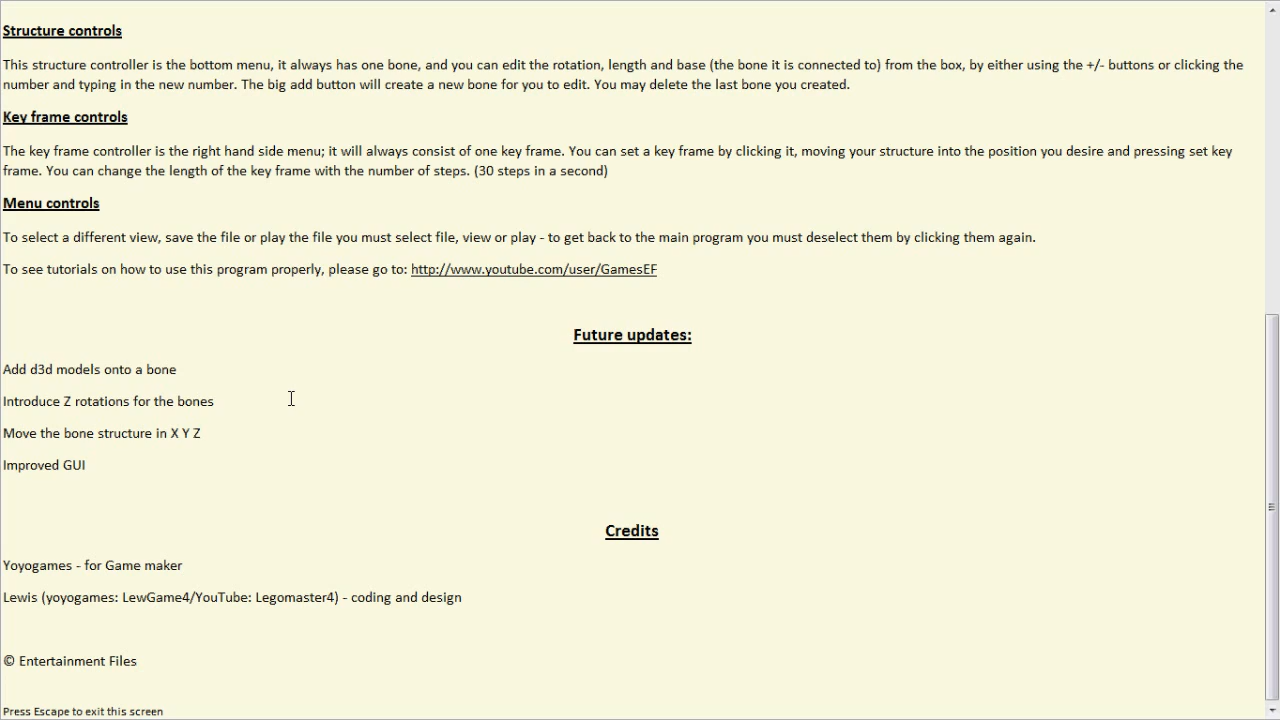 Structure controls
This structure controller is the bottom menu, it always has one bone, and you can edit the rotation, length and base (the bone it is connected to) from the box, by either using the +/- buttons or clicking the
number and typing in the new number. The big add button will create a new bone for you to edit. You may delete the last bone you created.
Key frame controls
The key frame controller is the right hand side menu; it will always consist of one key frame. You can set a key frame by clicking it, moving your structure into the position you desire and pressing set key
frame. You can change the length of the key frame with the number of steps. (30 steps in a second)
Menu controls
To select a different view, save the file or play the file you must select file, view or play - to get back to the main program you must deselect them by clicking them again.
To see tutorials on how to use this program properly, please go to: http://www.youtube.com/user/GamesEF
Future updates:
Add d3d models onto a bone
Introduce Z rotations for the bones
Move the bone structure in X Y Z
Improved GUI
Credits
Yoyogames - for Game maker
Lewis (yoyogames: LewGame4/YouTube: Legomaster4) - coding and design
© Entertainment Files
Press Escape to exit this screen